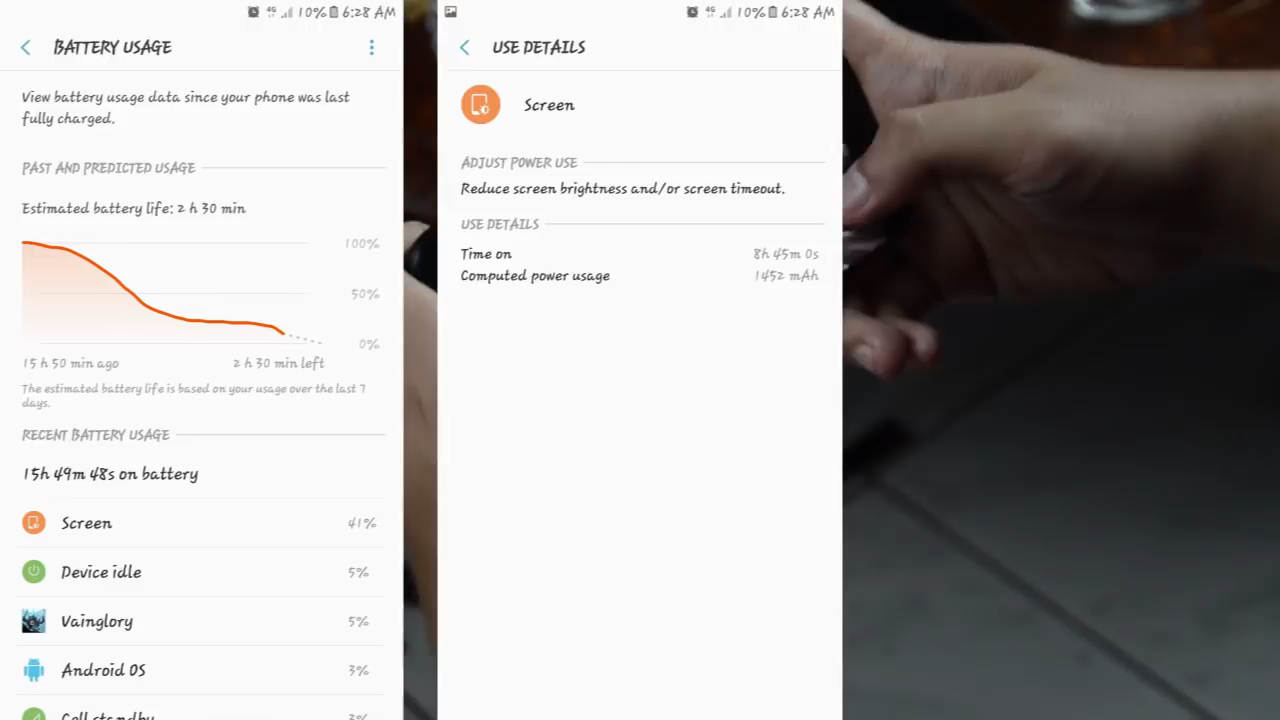 4G 10% 6:28 AM
BATTERY USAGE
View battery usage data since your phone was last
fully charged.
PAST AND PREDICTED USAGE
Estimated battery life: 2 h 30 min
100%
50%
0%
15 h 50 min ago 2 h 30 min left
The estimated battery life is based on your usage over the last 7
days.
RECENT BATTERY USAGE
15h 49m 48s on battery
Screen 41%
Device idle 5%
Vainglory 5%
Android OS 3%
Cell standby
4G 10% 6:28 AM
USE DETAILS
Screen
ADJUST POWER USE
Reduce screen brightness and/or screen timeout.
USE DETAILS
Time on 8h 45m 0s
Computed power usage 1452 mAh